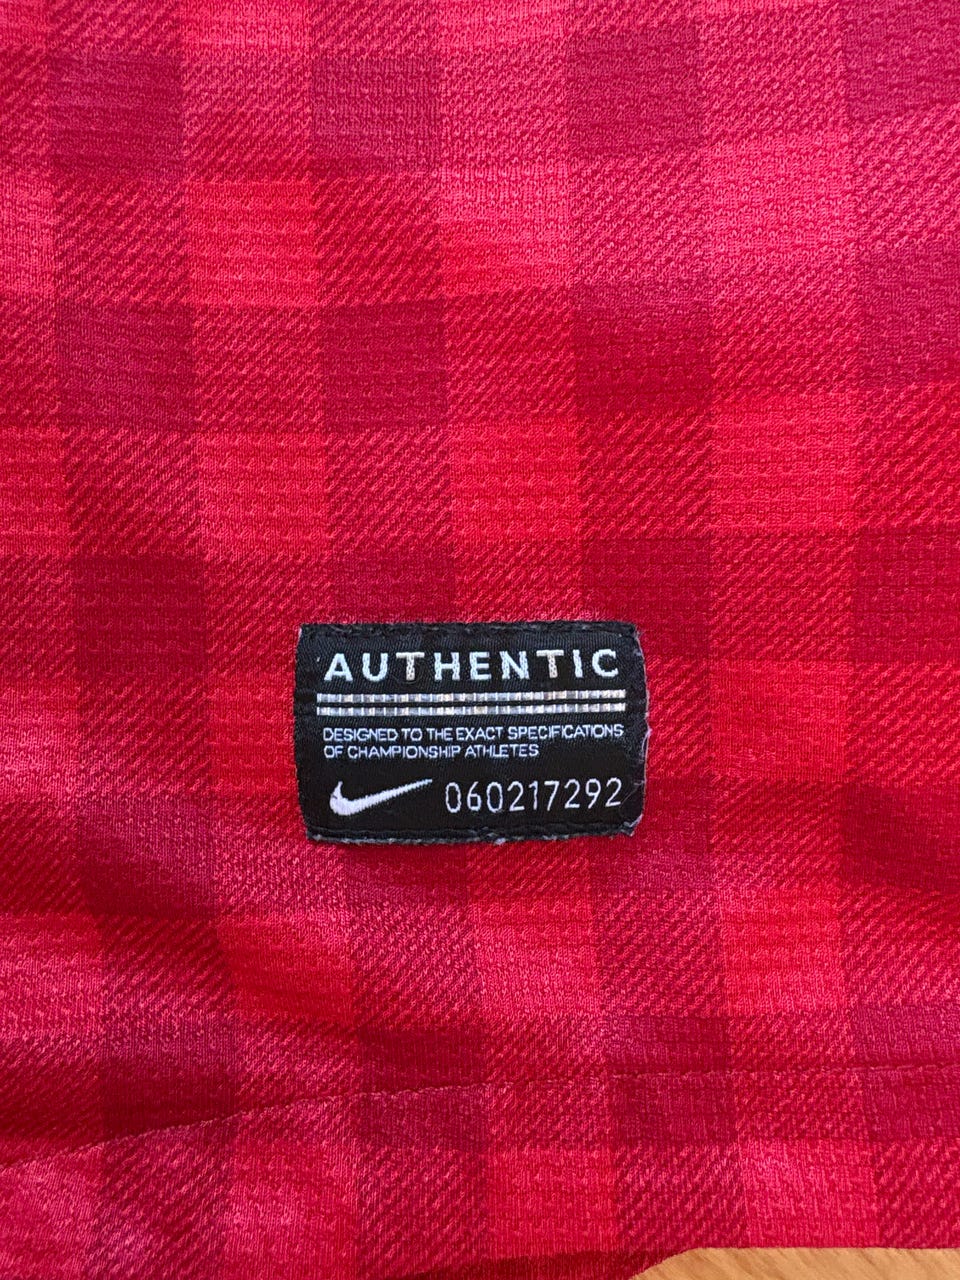 AUTHENTIC
DESIGNED TO THE EXACT SPECIFICATIONS
OF CHAMPIONSHIP ATHLETES
060217292